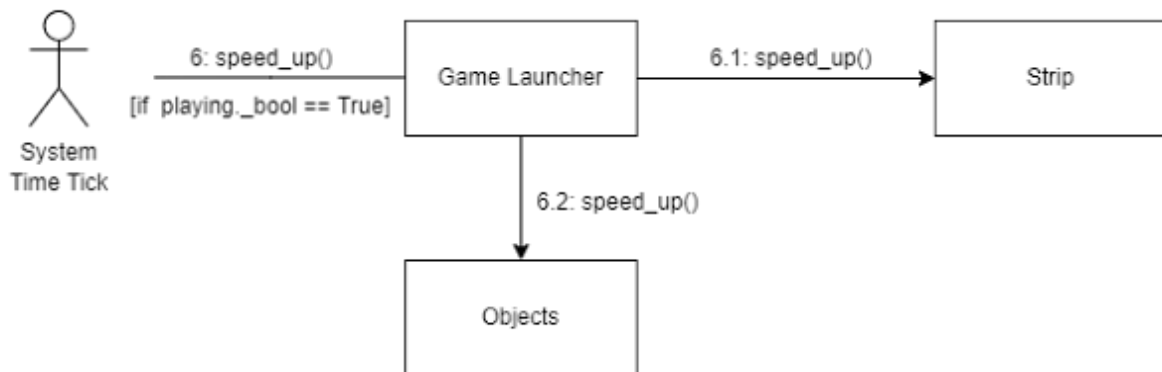 6: speed_up()
[if playing._bool == True]
System
Time Tick
Game Launcher
6.1: speed_up()
Strip
6.2: speed_up()
Objects